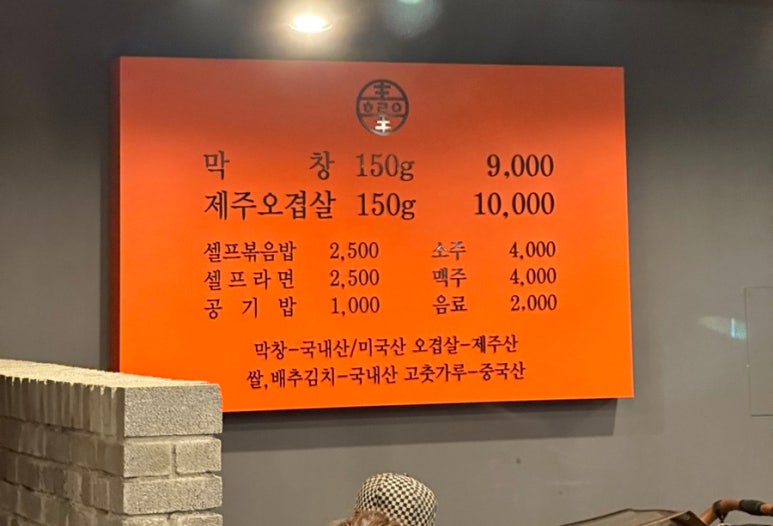 막창 150g 9,000
제주오겹살 150g 10,000
셀프볶음밥 2,500 소주 4,000
셀프라면 2,500 맥주 4,000
공기밥 1,000 음료 2,000
막창-국내산/미국산 오겹살-제주산
쌀,배추김치-국내산 고춧가루-중국산